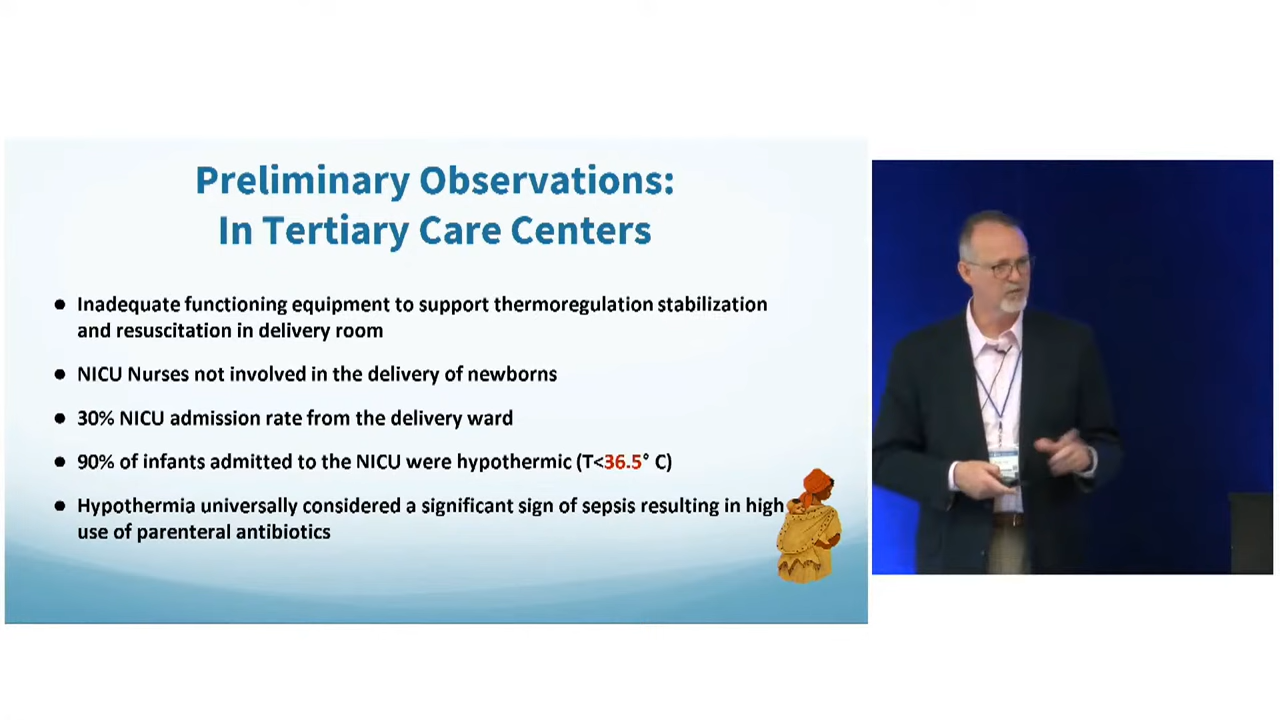 Preliminary Observations:
In Tertiary Care Centers
● Inadequate functioning equipment to support thermoregulation stabilization
and resuscitation in delivery room
● NICU Nurses not involved in the delivery of newborns
● 30% NICU admission rate from the delivery ward
● 90% of infants admitted to the NICU were hypothermic (T<36.5° C)
● Hypothermia universally considered a significant sign of sepsis resulting in high
use of parenteral antibiotics